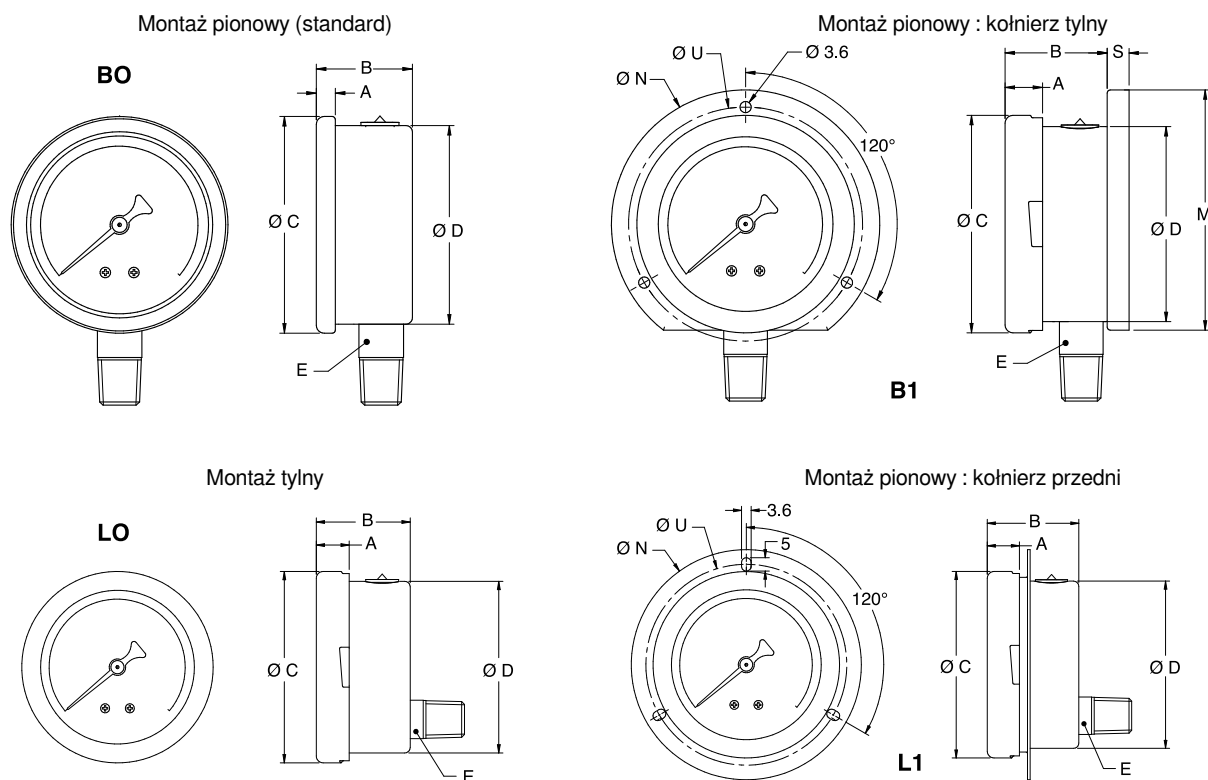 Montaż pionowy (standard)
BO
B
A
Ø C
Ø D
E
Montaż pionowy : kołnierz tylny
Ø U
Ø 3.6
Ø N
120°
B
S
A
Ø C
Ø D
M
E
B1
Montaż tylny
LO
B
A
Ø C
Ø D
E
Montaż pionowy : kołnierz przedni
3.6
Ø U
Ø N
5
120°
B
A
Ø C
Ø D
E
L1